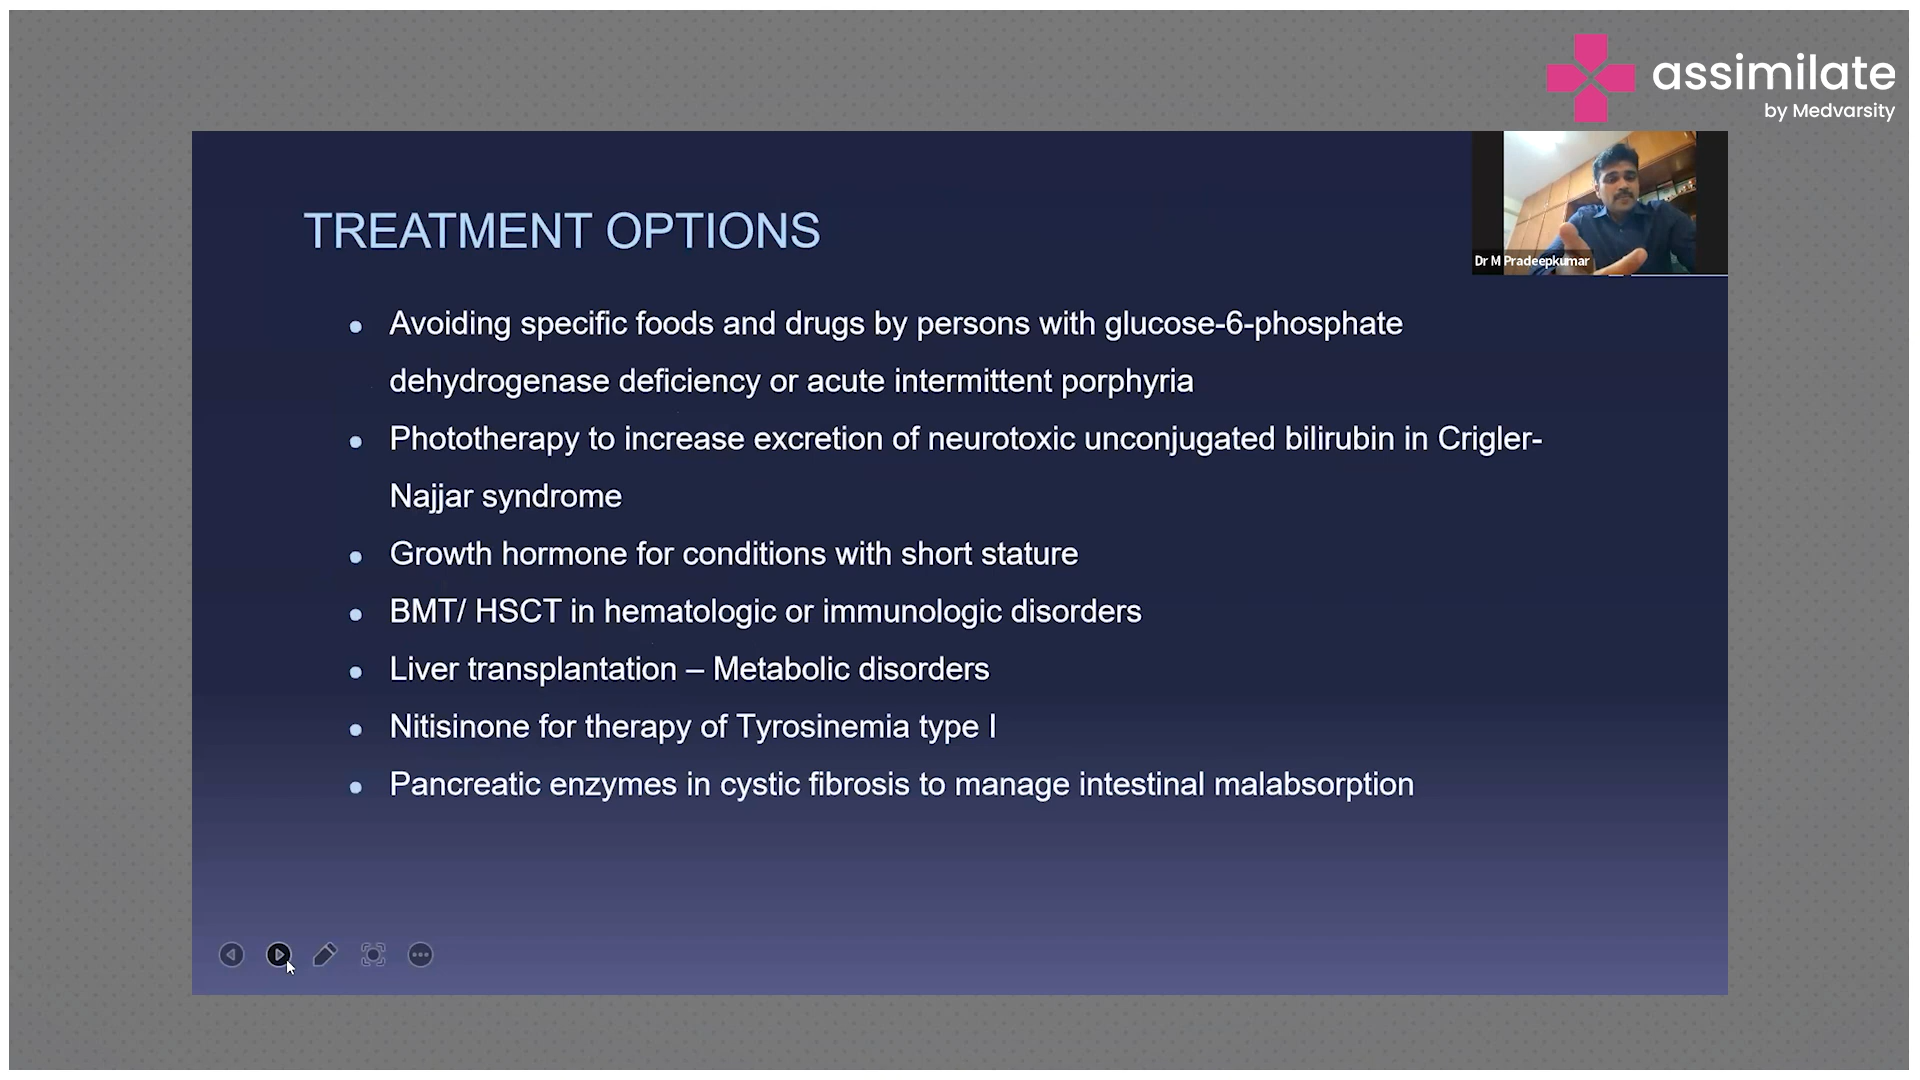 assimilate
by Medvarsity
Dr M Pradeepkumar
TREATMENT OPTIONS
Avoiding specific foods and drugs by persons with glucose-6-phosphate
dehydrogenase deficiency or acute intermittent porphyria
Phototherapy to increase excretion of neurotoxic unconjugated bilirubin in Crigler-
Najjar syndrome
Growth hormone for conditions with short stature
BMT/ HSCT in hematologic or immunologic disorders
Liver transplantation – Metabolic disorders
Nitisinone for therapy of Tyrosinemia type I
Pancreatic enzymes in cystic fibrosis to manage intestinal malabsorption